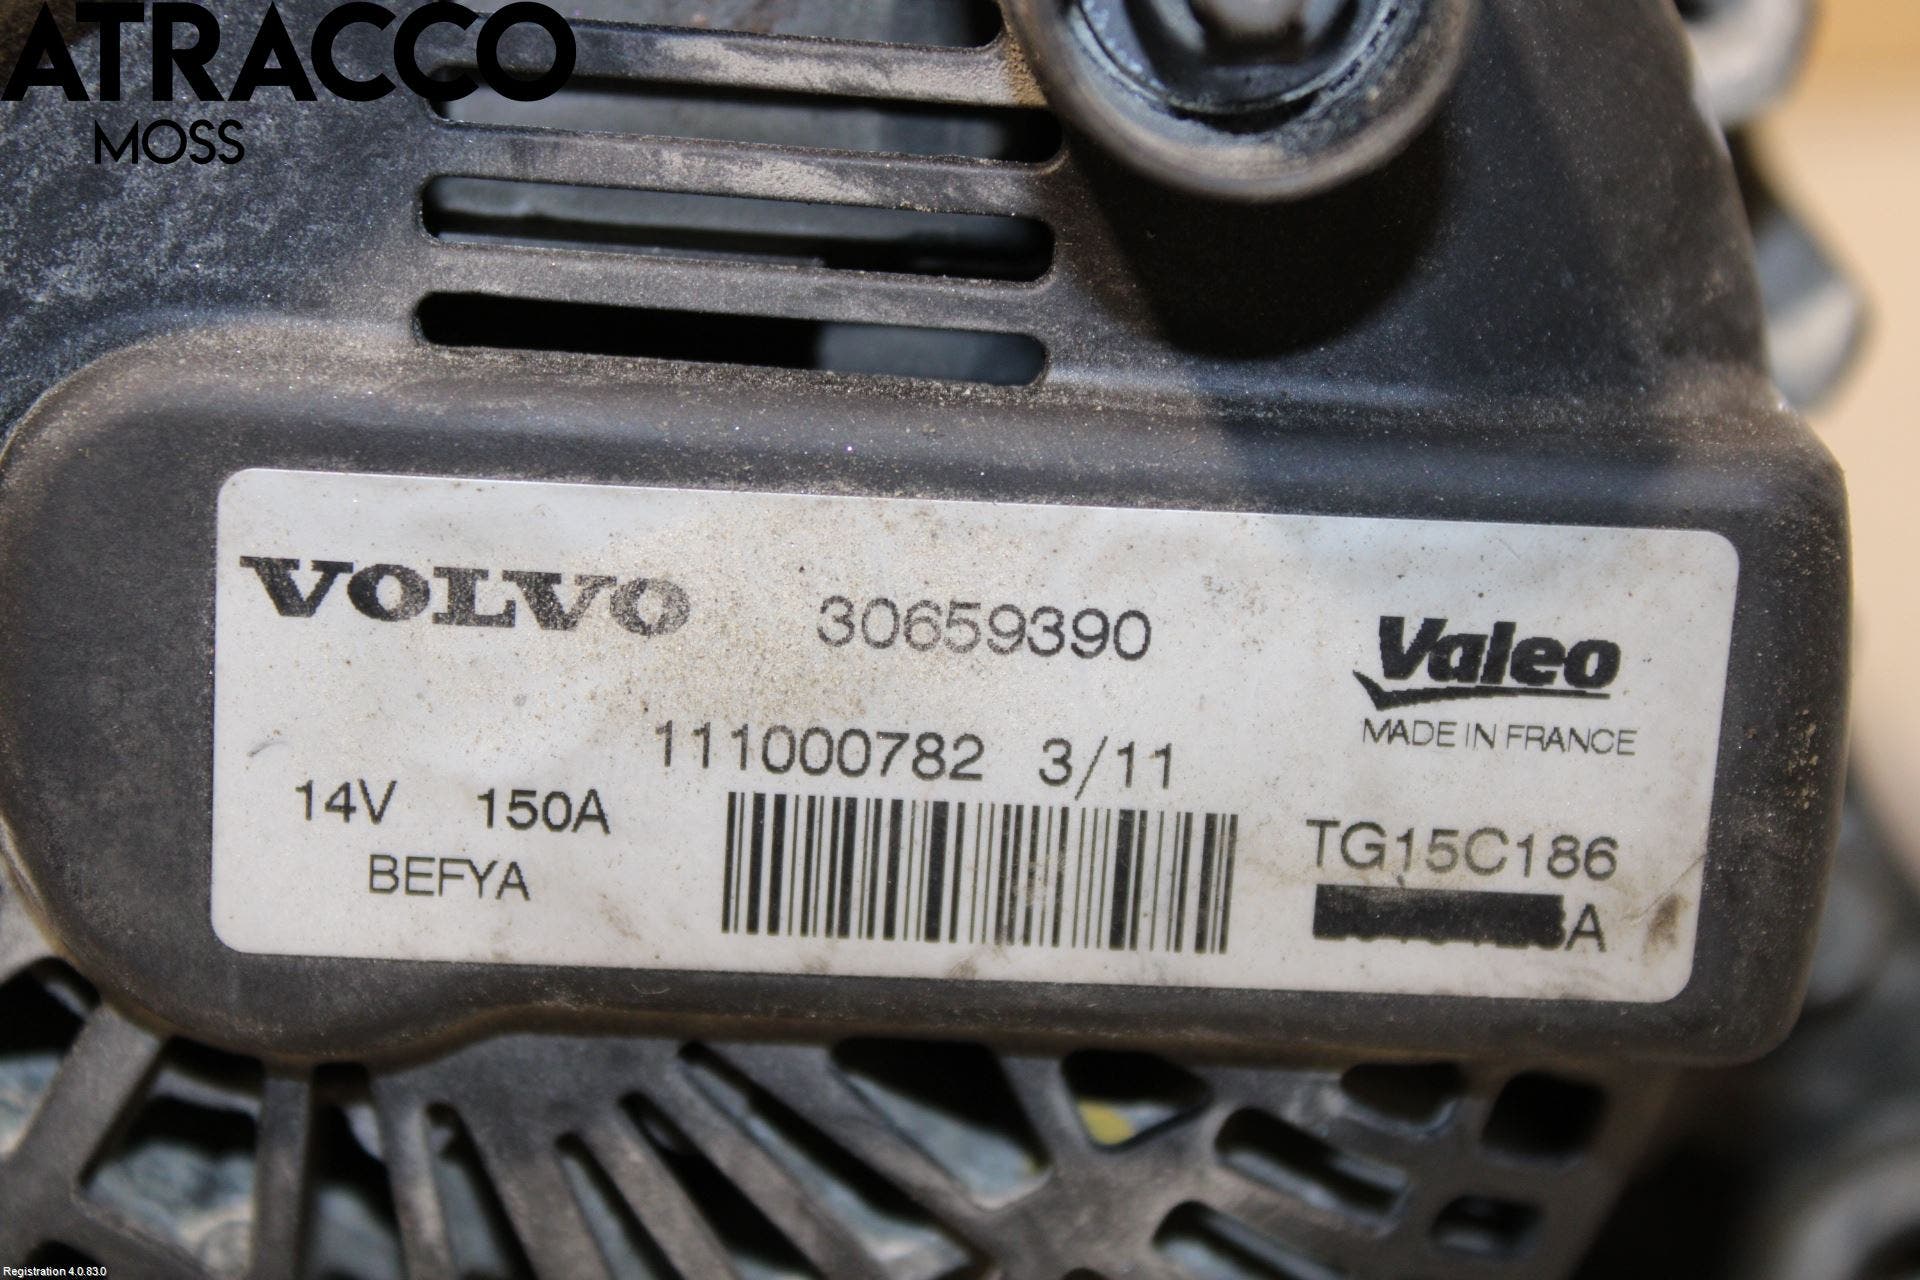 ATRACCO
MOSS
VOLVO 30659390 Valeo
MADE IN FRANCE
111000782 3/11
14V 150A TG15C186
BEFYA A
Registration 4.0.83.0